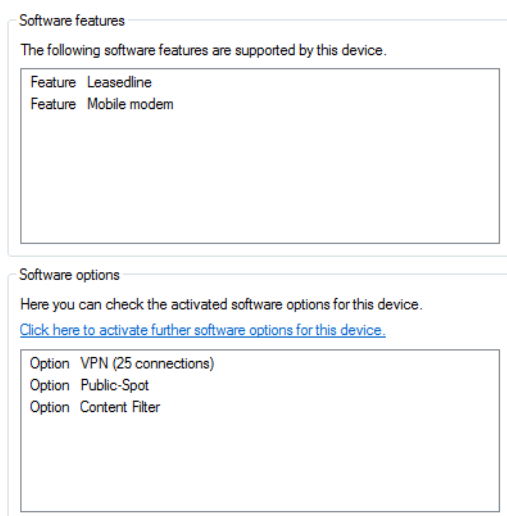 Software features
The following software features are supported by this device.
Feature Leasedline
Feature Mobile modem
Software options
Here you can check the activated software options for this device.
Click here to activate further software options for this device.
Option VPN (25 connections)
Option Public-Spot
Option Content Filter